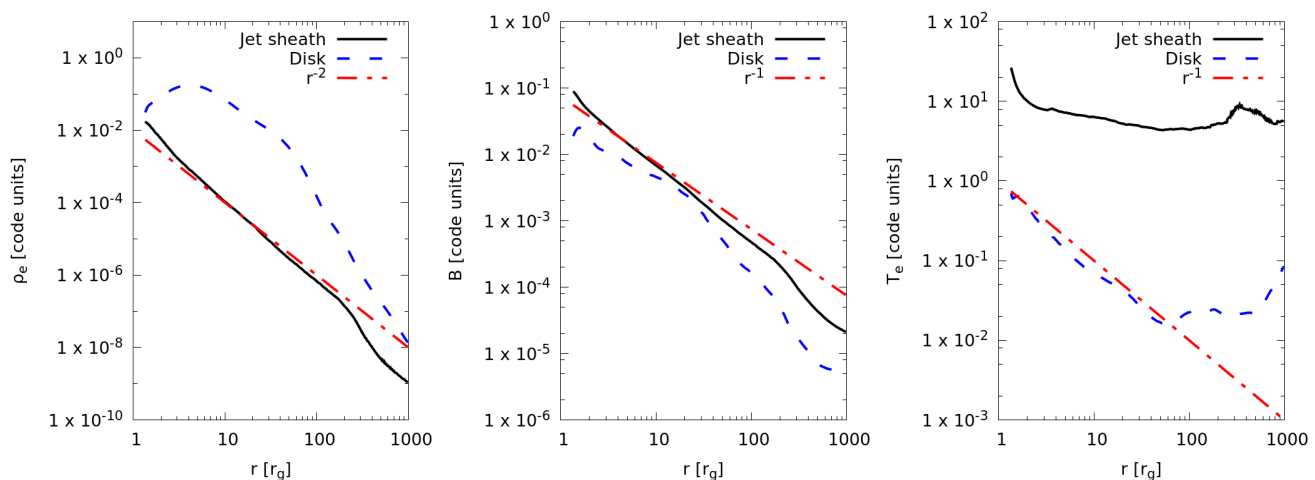 Jet sheath
Disk
r-2
1 x 10^0
1 x 10^-2
1 x 10^-4
1 x 10^-6
1 x 10^-8
1 x 10^-10
1
10
100
1000
ρe [code units]
r [rg]
Jet sheath
Disk
r-1
1 x 10^0
1 x 10^-1
1 x 10^-2
1 x 10^-3
1 x 10^-4
1 x 10^-5
1 x 10^-6
1
10
100
1000
B [code units]
r [rg]
Jet sheath
Disk
r-1
1 x 10^2
1 x 10^1
1 x 10^0
1 x 10^-1
1 x 10^-2
1 x 10^-3
1
10
100
1000
Te [code units]
r [rg]